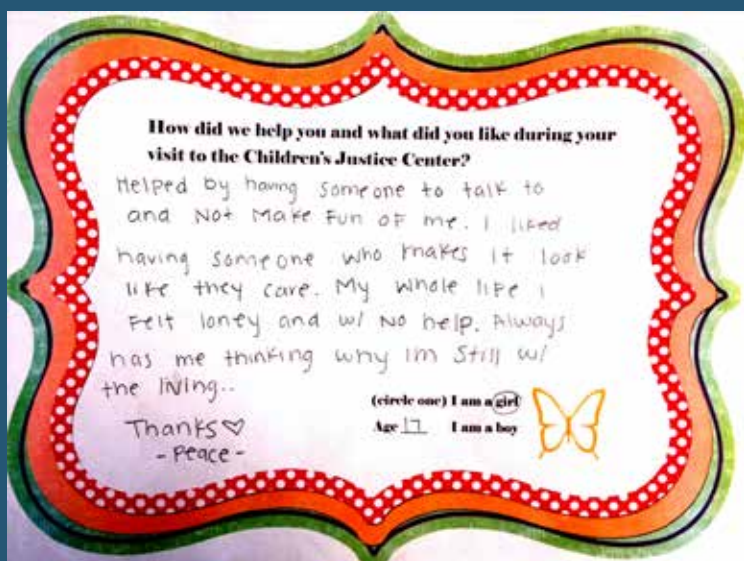 How did we help you and what did you like during your
visit to the Children's Justice Center?
Helped by having someone to talk to
and Not Make Fun of me. I liked
having someone who makes it look
like they care. My whole life I
Felt loney and w/ No help. Always
has me thinking why Im Still w/
the living..
(circle one) I am a girl
Thanks♡
Age 17 I am a boy
- Peace -